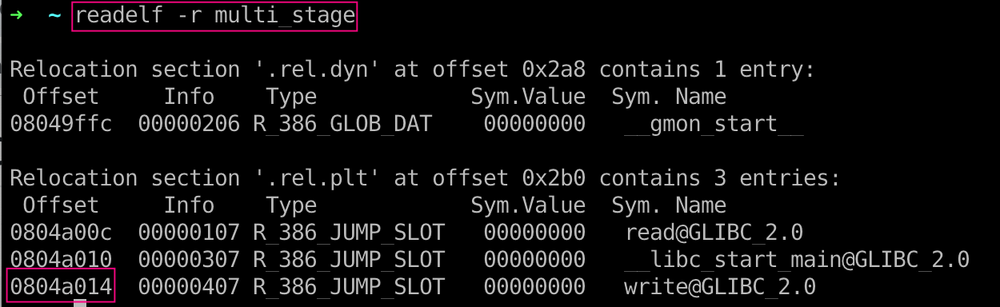 ➜ ~ readelf -r multi_stage
Relocation section '.rel.dyn' at offset 0x2a8 contains 1 entry:
Offset Info Type Sym.Value Sym. Name
08049ffc 00000206 R_386_GLOB_DAT 00000000 __gmon_start__
Relocation section '.rel.plt' at offset 0x2b0 contains 3 entries:
Offset Info Type Sym.Value Sym. Name
0804a00c 00000107 R_386_JUMP_SLOT 00000000 read@GLIBC_2.0
0804a010 00000307 R_386_JUMP_SLOT 00000000 __libc_start_main@GLIBC_2.0
0804a014 00000407 R_386_JUMP_SLOT 00000000 write@GLIBC_2.0